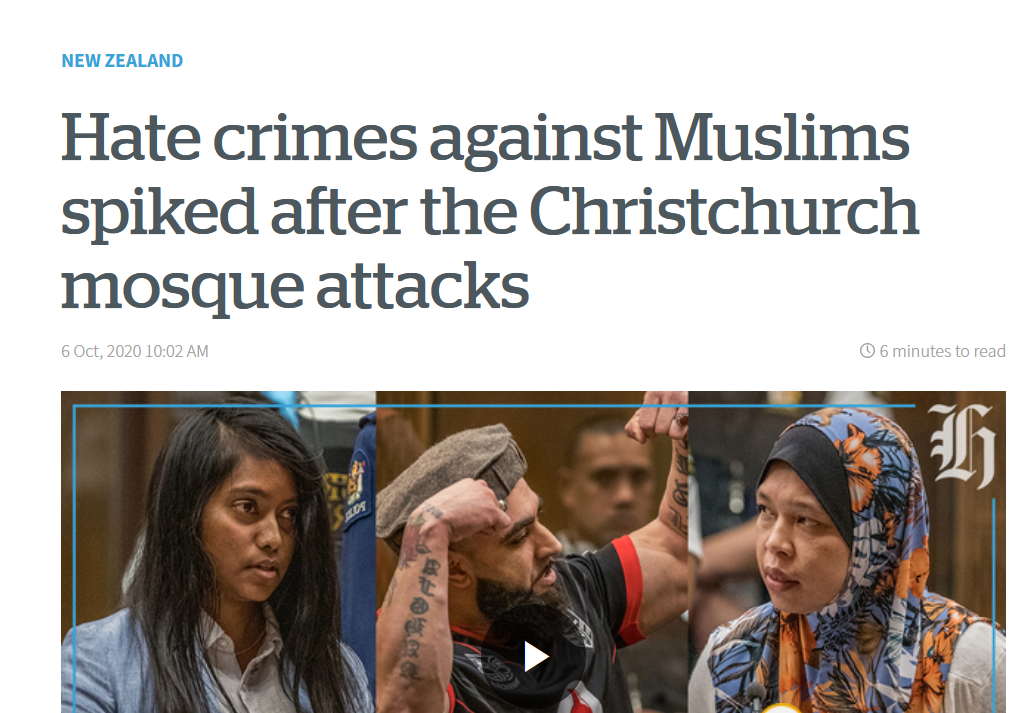 NEW ZEALAND
Hate crimes against Muslims
spiked after the Christchurch
mosque attacks
6 Oct, 2020 10:02 AM
6 minutes to read
H